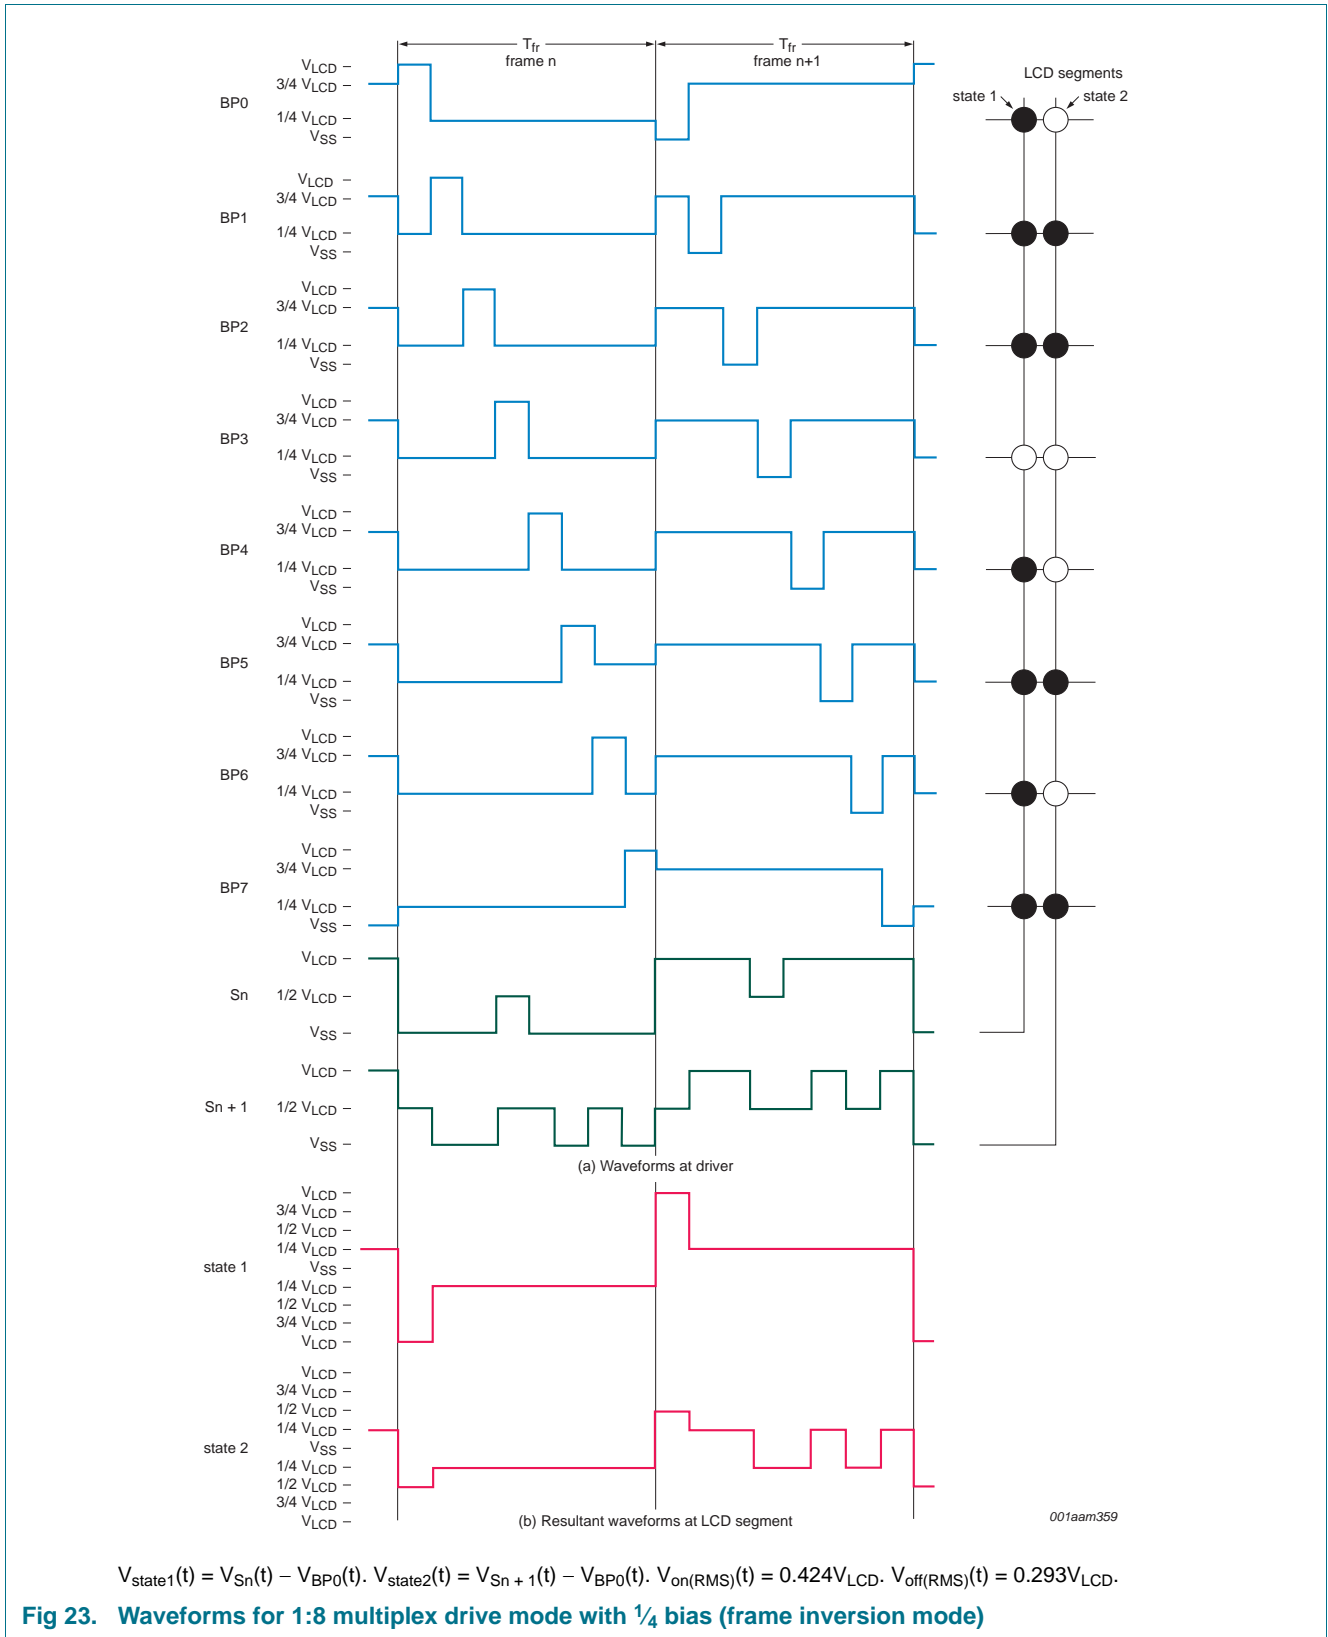 Tfr Tfr
frame n frame n+1
LCD segments
state 1 state 2
BP0
VLCD
3/4 VLCD
1/4 VLCD
VSS
BP1
VLCD
3/4 VLCD
1/4 VLCD
VSS
BP2
VLCD
3/4 VLCD
1/4 VLCD
VSS
BP3
VLCD
3/4 VLCD
1/4 VLCD
VSS
BP4
VLCD
3/4 VLCD
1/4 VLCD
VSS
BP5
VLCD
3/4 VLCD
1/4 VLCD
VSS
BP6
VLCD
3/4 VLCD
1/4 VLCD
VSS
BP7
VLCD
3/4 VLCD
1/4 VLCD
VSS
Sn
VLCD
1/2 VLCD
VSS
Sn + 1
VLCD
1/2 VLCD
VSS
(a) Waveforms at driver
state 1
VLCD
3/4 VLCD
1/2 VLCD
1/4 VLCD
VSS
1/4 VLCD
1/2 VLCD
3/4 VLCD
VLCD
state 2
VLCD
3/4 VLCD
1/2 VLCD
1/4 VLCD
VSS
1/4 VLCD
1/2 VLCD
3/4 VLCD
VLCD
(b) Resultant waveforms at LCD segment
001aam359
Vstate1(t) = VSn(t) − VBP0(t). Vstate2(t) = VSn + 1(t) − VBP0(t). Von(RMS)(t) = 0.424VLCD. Voff(RMS)(t) = 0.293VLCD.
Fig 23. Waveforms for 1:8 multiplex drive mode with 1⁄4 bias (frame inversion mode)